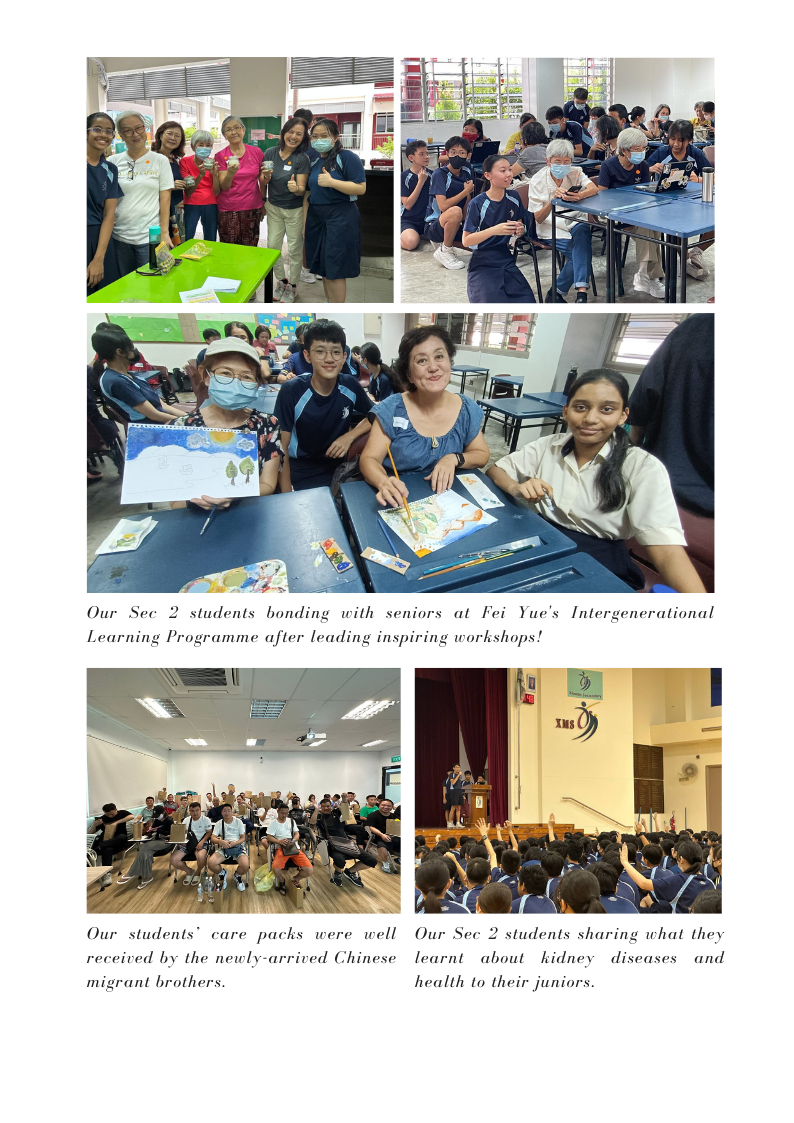 Our Sec 2 students bonding with seniors at Fei Yue's Intergenerational
Learning Programme after leading inspiring workshops!
XMS
Our students' care packs were well
received by the newly-arrived Chinese
migrant brothers.
Our Sec 2 students sharing what they
learnt about kidney diseases and
health to their juniors.